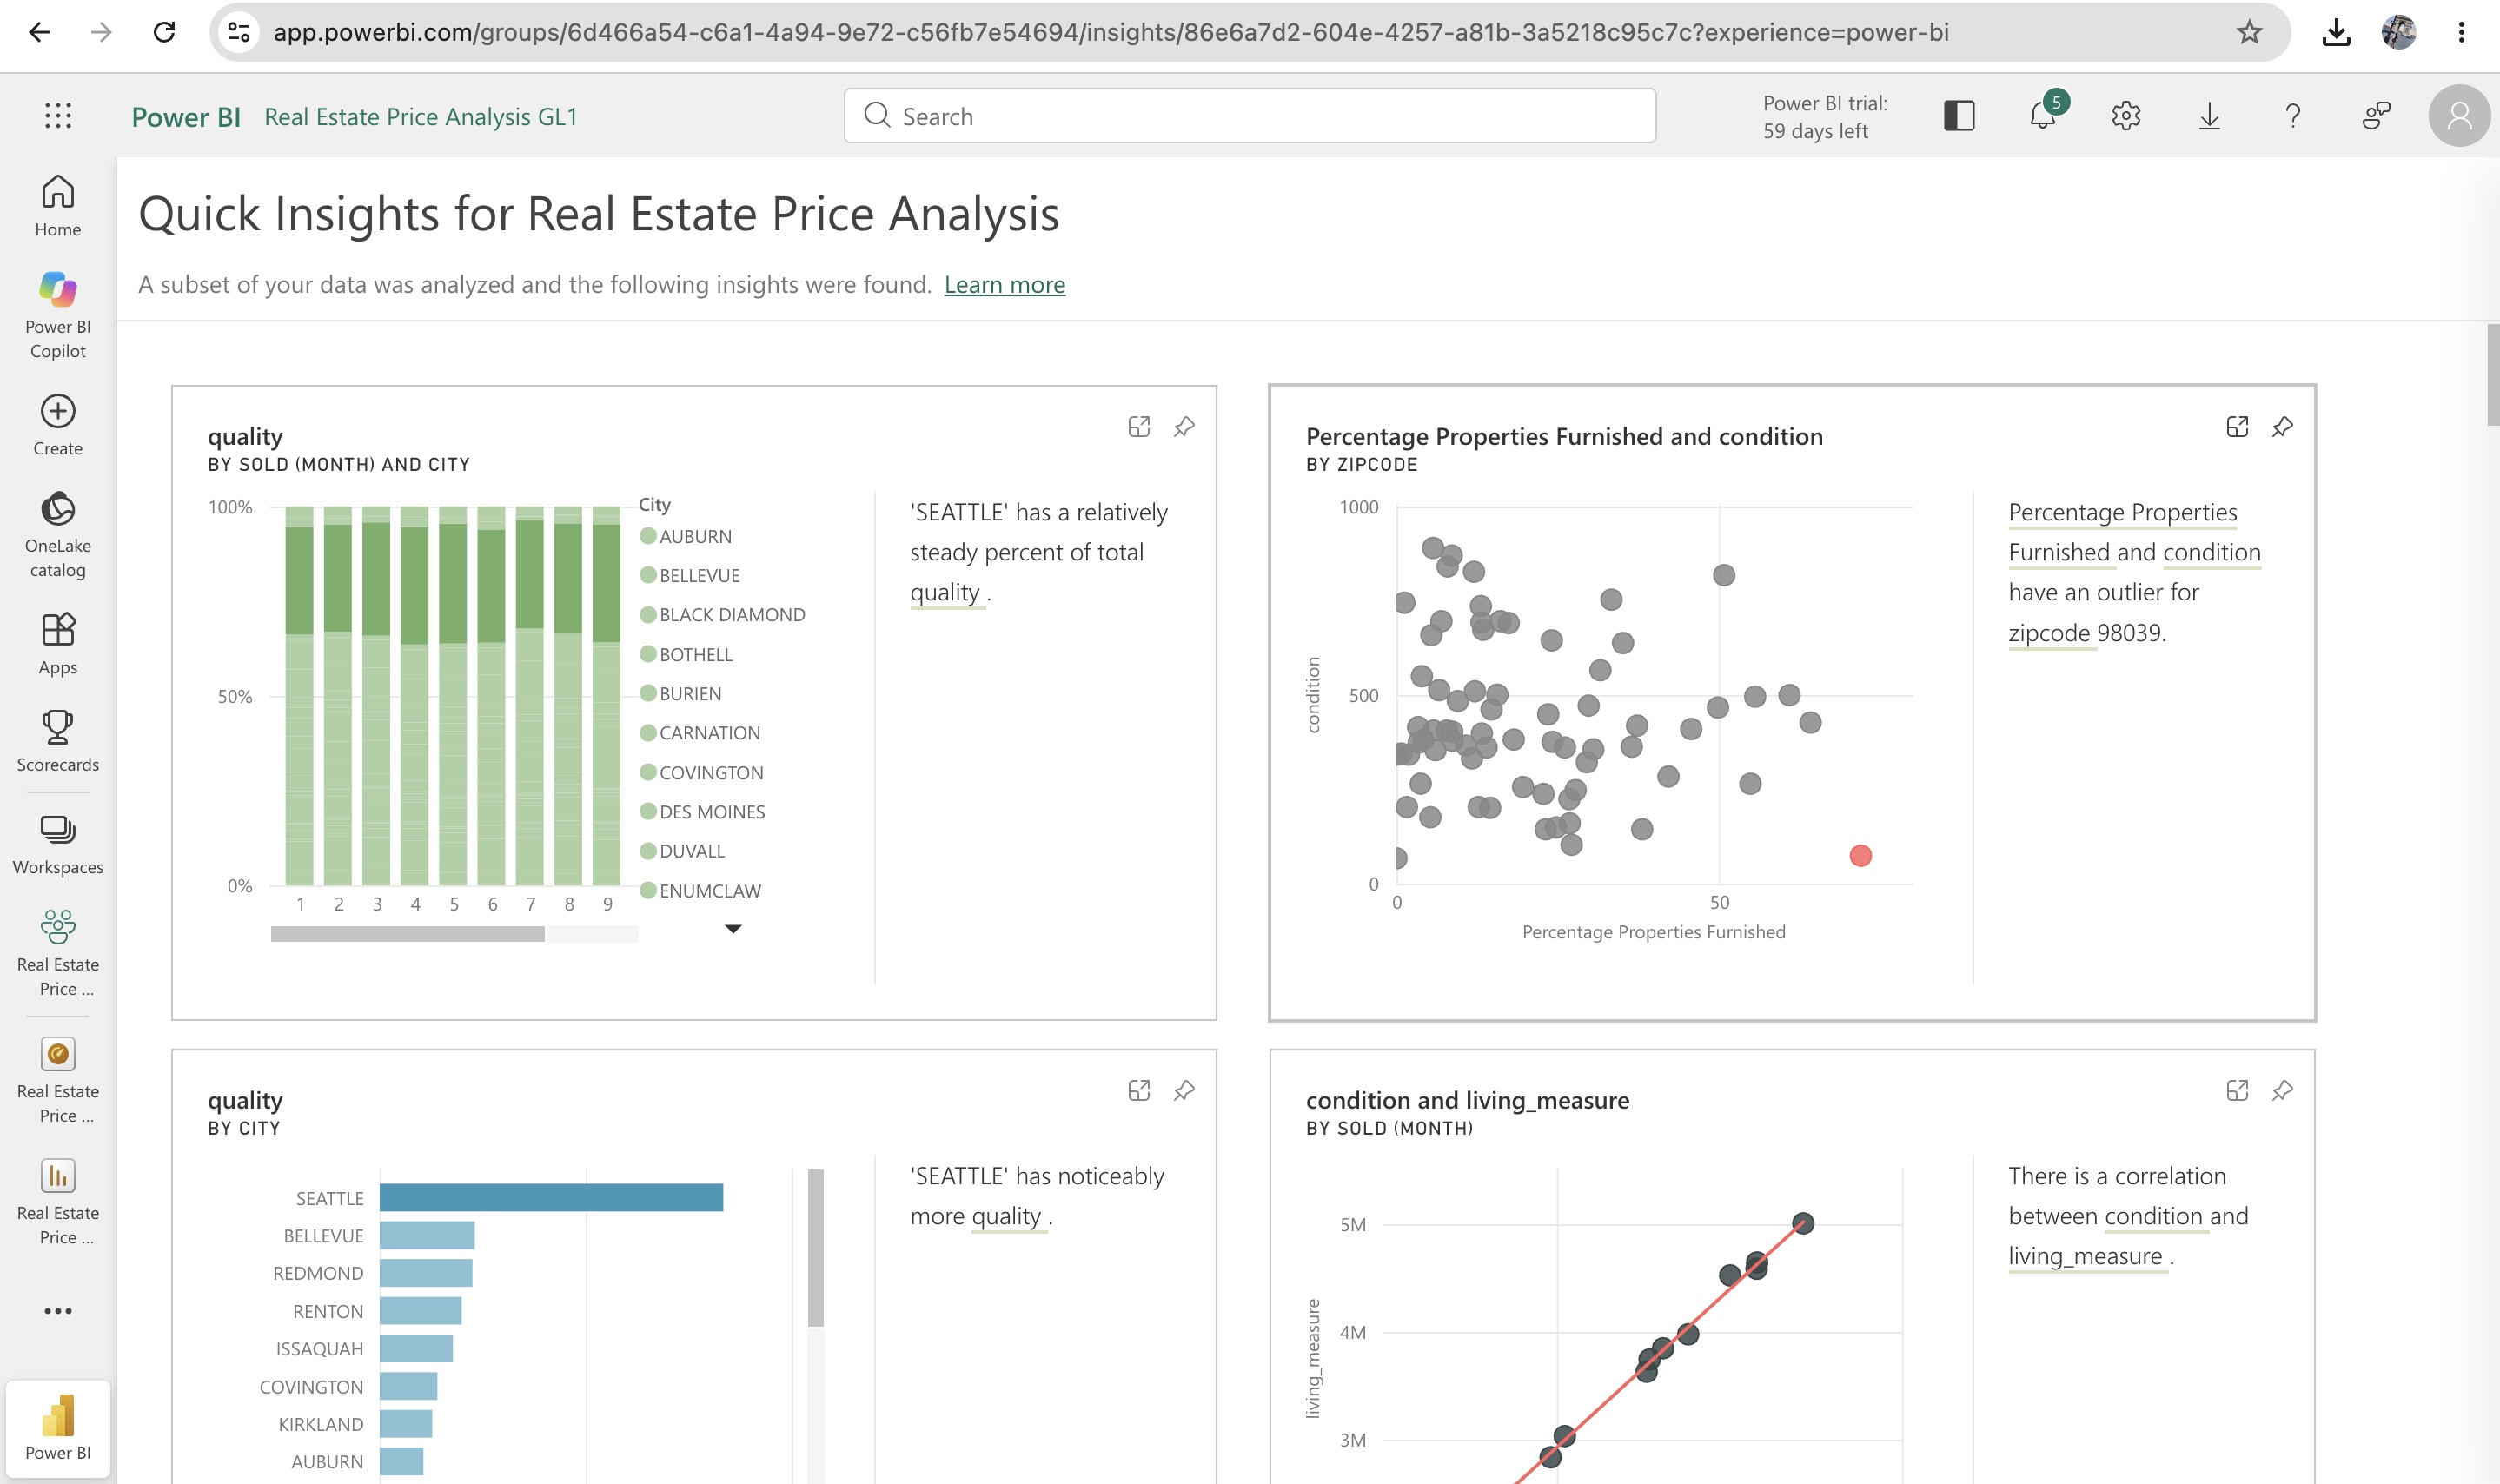 app.powerbi.com/groups/6d466a54-c6a1-4a94-9e72-c56fb7e54694/insights/86e6a7d2-604e-4257-a81b-3a5218c95c7c?experience=power-bi
Power BI Real Estate Price Analysis GL1
Search
Power BI trial:
59 days left
5
Home
Power BI
Copilot
Create
OneLake
catalog
Apps
Scorecards
Workspaces
Real Estate
Price ...
Real Estate
Price ...
Real Estate
Price ...
Power BI
Quick Insights for Real Estate Price Analysis
A subset of your data was analyzed and the following insights were found. Learn more
quality
BY SOLD (MONTH) AND CITY
100%
50%
0%
1 2 3 4 5 6 7 8 9
City
AUBURN
BELLEVUE
BLACK DIAMOND
BOTHELL
BURIEN
CARNATION
COVINGTON
DES MOINES
DUVALL
ENUMCLAW
'SEATTLE' has a relatively
steady percent of total
quality .
Percentage Properties Furnished and condition
BY ZIPCODE
condition
1000
500
0
0 50
Percentage Properties Furnished
Percentage Properties
Furnished and condition
have an outlier for
zipcode 98039.
quality
BY CITY
SEATTLE
BELLEVUE
REDMOND
RENTON
ISSAQUAH
COVINGTON
KIRKLAND
AUBURN
'SEATTLE' has noticeably
more quality .
condition and living_measure
BY SOLD (MONTH)
living_measure
5M
4M
3M
There is a correlation
between condition and
living_measure .